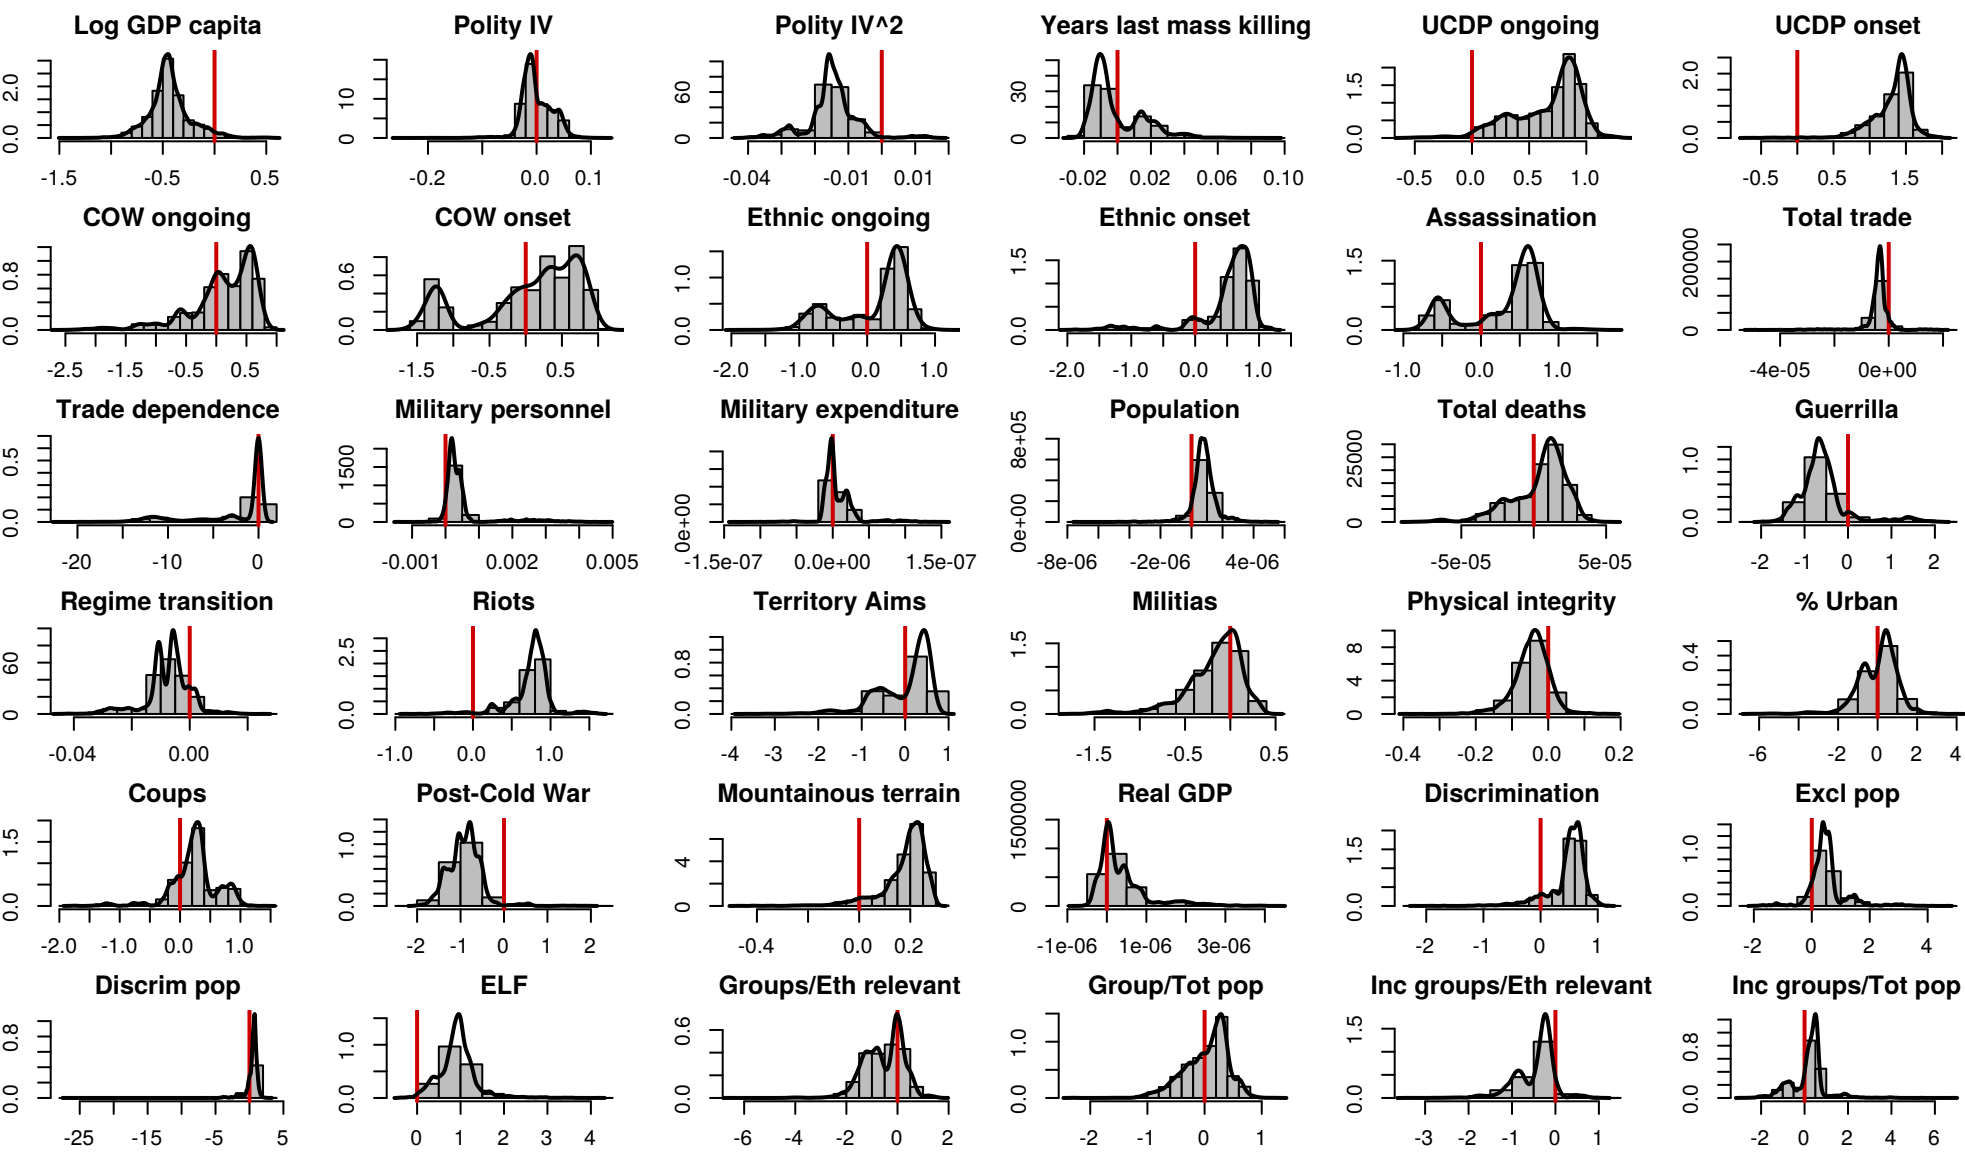 Log GDP capita Polity IV Polity IV^2 Years last mass killing UCDP ongoing UCDP onset
0.0 2.0 0 10 0 60 0 30 0.0 1.5 0.0 2.0
-1.5 -0.5 0.5 -0.2 0.0 0.1 -0.04 -0.01 0.01 -0.02 0.02 0.06 0.10 -0.5 0.0 0.5 1.0 -0.5 0.5 1.5
COW ongoing COW onset Ethnic ongoing Ethnic onset Assassination Total trade
0.0 0.8 0.0 0.6 0.0 1.0 0.0 1.5 0.0 1.5 0 200000
-2.5 -1.5 -0.5 0.5 -1.5 -0.5 0.5 -2.0 -1.0 0.0 1.0 -2.0 -1.0 0.0 1.0 -1.0 0.0 1.0 -4e-05 0e+00
Trade dependence Military personnel Military expenditure Population Total deaths Guerrilla
0.0 0.5 0 1500 0e+00 0e+00 8e+05 0 25000 0.0 1.0
-20 -10 0 -0.001 0.002 0.005 -1.5e-07 0.0e+00 1.5e-07 -8e-06 -2e-06 4e-06 -5e-05 5e-05 -2 -1 0 1 2
Regime transition Riots Territory Aims Militias Physical integrity % Urban
0 60 0.0 2.5 0.0 0.8 0.0 1.5 0 4 8 0.0 0.4
-0.04 0.00 -1.0 0.0 1.0 -4 -3 -2 -1 0 1 -1.5 -0.5 0.5 -0.4 -0.2 0.0 0.2 -6 -2 0 2 4
Coups Post-Cold War Mountainous terrain Real GDP Discrimination Excl pop
0.0 1.5 0.0 1.0 0 4 0 1500000 0.0 1.5 0.0 1.0
-2.0 -1.0 0.0 1.0 -2 -1 0 1 2 -0.4 0.0 0.2 -1e-06 1e-06 3e-06 -2 -1 0 1 -2 0 2 4
Discrim pop ELF Groups/Eth relevant Group/Tot pop Inc groups/Eth relevant Inc groups/Tot pop
0.0 0.8 0.0 1.0 0.0 0.6 0.0 1.0 0.0 1.5 0.0 0.8
-25 -15 -5 5 0 1 2 3 4 -6 -4 -2 0 2 -2 -1 0 1 -3 -2 -1 0 1 -2 0 2 4 6